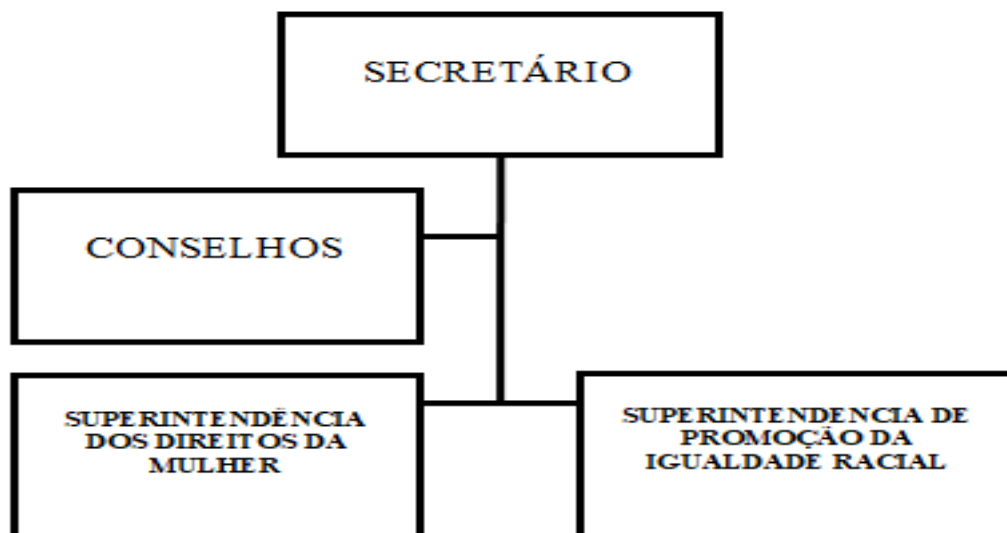 SECRETÁRIO
CONSELHOS
SUPERINTENDÊNCIA
DOS DIREITOS DA
MULHER
SUPERINTENDENCIA DE
PROMOÇÃO DA
IGUALDADE RACIAL